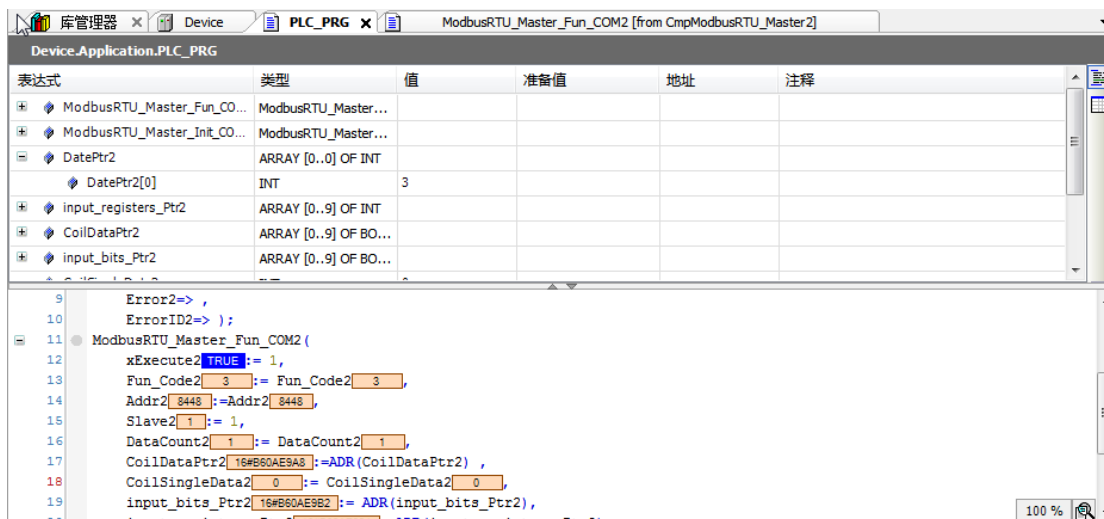 库管理器 Device PLC_PRG ModbusRTU_Master_Fun_COM2 [from CmpModbusRTU_Master2]
Device.Application.PLC_PRG
表达式 类型 值 准备值 地址 注释
ModbusRTU_Master_Fun_CO... ModbusRTU_Master...
ModbusRTU_Master_Init_CO... ModbusRTU_Master...
DatePtr2 ARRAY [0..0] OF INT
DatePtr2[0] INT 3
input_registers_Ptr2 ARRAY [0..9] OF INT
CoilDataPtr2 ARRAY [0..9] OF BO...
input_bits_Ptr2 ARRAY [0..9] OF BO...
9 Error2=> ,
10 ErrorID2=> );
11 ModbusRTU_Master_Fun_COM2(
12 xExecute2 TRUE := 1,
13 Fun_Code2 3 := Fun_Code2 3 ,
14 Addr2 8448 :=Addr2 8448 ,
15 Slave2 1 := 1,
16 DataCount2 1 := DataCount2 1 ,
17 CoilDataPtr2 16#B60AE9A8 :=ADR(CoilDataPtr2) ,
18 CoilSingleData2 0 := CoilSingleData2 0 ,
19 input_bits_Ptr2 16#B60AE9B2 := ADR(input_bits_Ptr2),
100 %